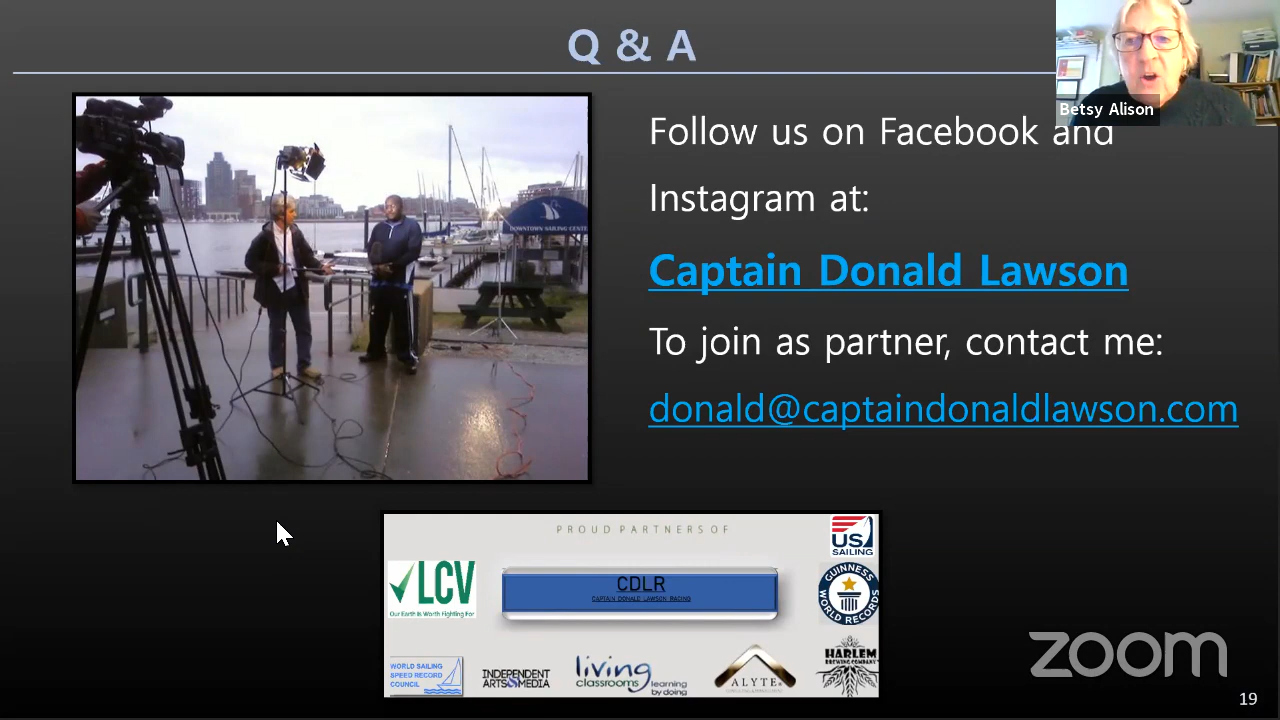 Q & A
Betsy Alison
Follow us on Facebook and
Instagram at:
Captain Donald Lawson
To join as partner, contact me:
donald@captaindonaldlawson.com
DOWNTOWN SAILING CENTER
PROUD PARTNERS OF
US
SAILING
LCV
Our Earth Is Worth Fighting For
CDLR
CAPTAIN DONALD LAWSON RACING
GUINNESS
WORLD RECORDS
WORLD SAILING
SPEED RECORD
COUNCIL
INDEPENDENT
ARTS&MEDIA
living
classrooms
learning
by doing
ALYTE
HARLEM
BREWING COMPANY
zoom
19